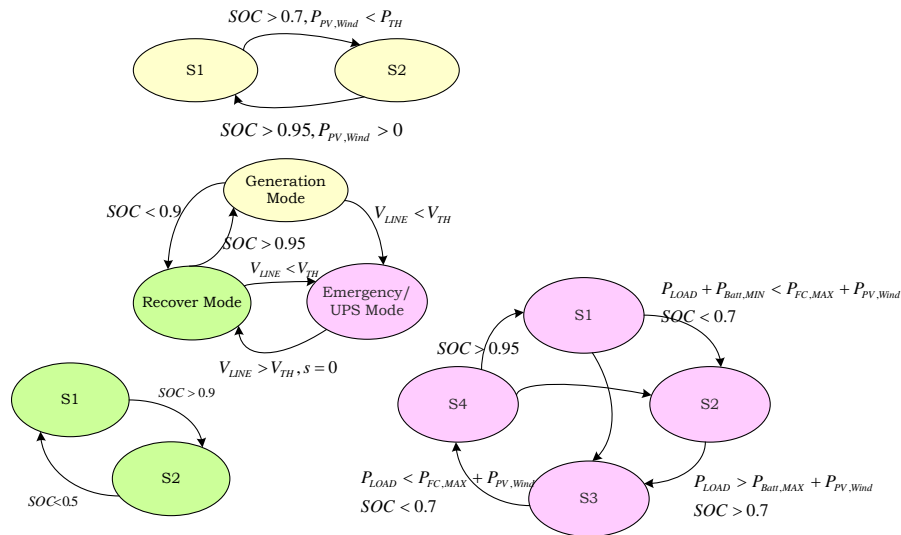 SOC > 0.7, P_{PV,Wind} < P_{TH}
S1
S2
SOC > 0.95, P_{PV,Wind} > 0
Generation
Mode
SOC < 0.9
V_{LINE} < V_{TH}
SOC > 0.95
V_{LINE} < V_{TH}
Recover Mode
Emergency/
UPS Mode
V_{LINE} > V_{TH}, s = 0
S1
SOC > 0.9
S2
SOC<0.5
S1
P_{LOAD} + P_{Batt,MIN} < P_{FC,MAX} + P_{PV,Wind}
SOC < 0.7
SOC > 0.95
S4
S2
P_{LOAD} < P_{FC,MAX} + P_{PV,Wind}
SOC < 0.7
S3
P_{LOAD} > P_{Batt,MAX} + P_{PV,Wind}
SOC > 0.7